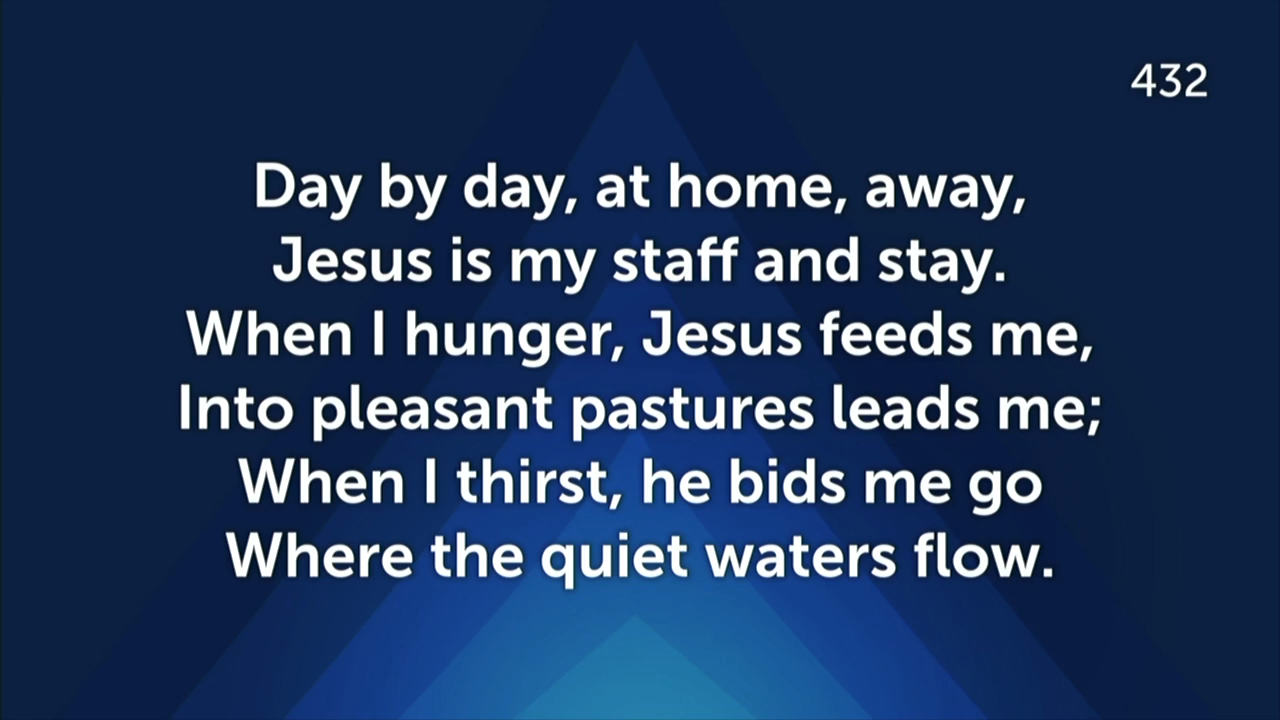 432
Day by day, at home, away,
Jesus is my staff and stay.
When I hunger, Jesus feeds me,
Into pleasant pastures leads me;
When I thirst, he bids me go
Where the quiet waters flow.